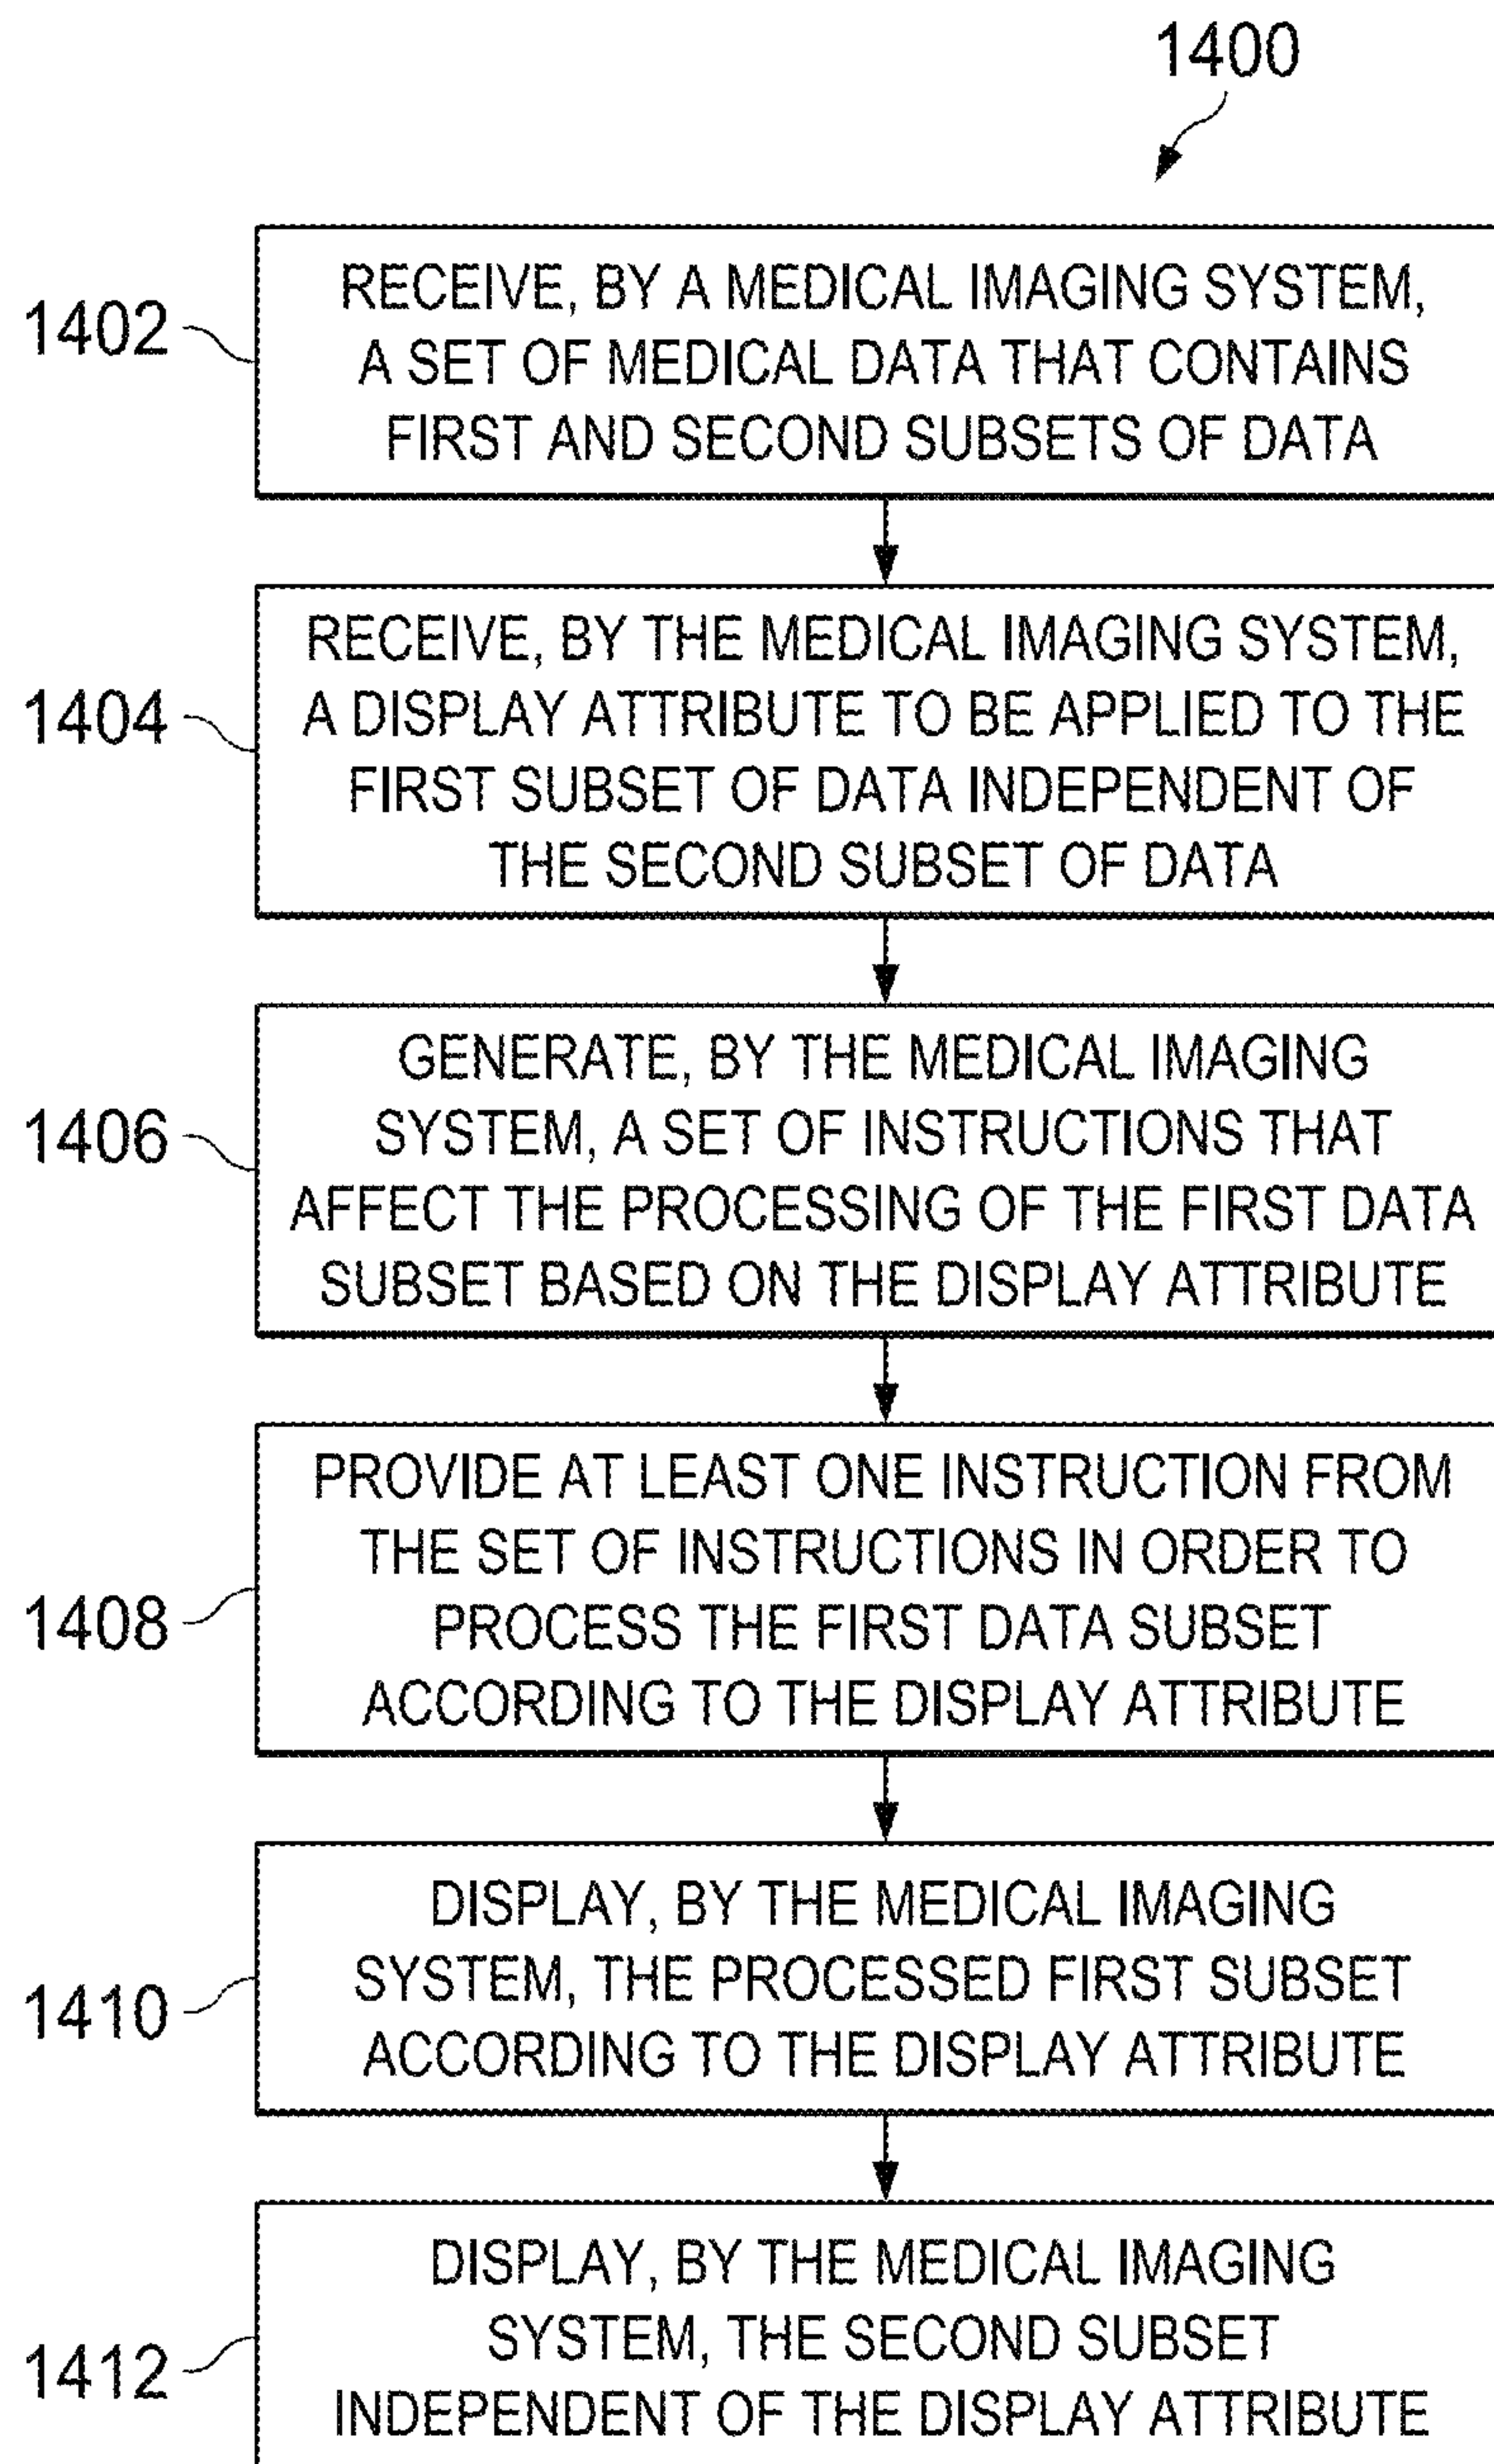 1400
1402
RECEIVE, BY A MEDICAL IMAGING SYSTEM,
A SET OF MEDICAL DATA THAT CONTAINS
FIRST AND SECOND SUBSETS OF DATA
1404
RECEIVE, BY THE MEDICAL IMAGING SYSTEM,
A DISPLAY ATTRIBUTE TO BE APPLIED TO THE
FIRST SUBSET OF DATA INDEPENDENT OF
THE SECOND SUBSET OF DATA
1406
GENERATE, BY THE MEDICAL IMAGING
SYSTEM, A SET OF INSTRUCTIONS THAT
AFFECT THE PROCESSING OF THE FIRST DATA
SUBSET BASED ON THE DISPLAY ATTRIBUTE
1408
PROVIDE AT LEAST ONE INSTRUCTION FROM
THE SET OF INSTRUCTIONS IN ORDER TO
PROCESS THE FIRST DATA SUBSET
ACCORDING TO THE DISPLAY ATTRIBUTE
1410
DISPLAY, BY THE MEDICAL IMAGING
SYSTEM, THE PROCESSED FIRST SUBSET
ACCORDING TO THE DISPLAY ATTRIBUTE
1412
DISPLAY, BY THE MEDICAL IMAGING
SYSTEM, THE SECOND SUBSET
INDEPENDENT OF THE DISPLAY ATTRIBUTE